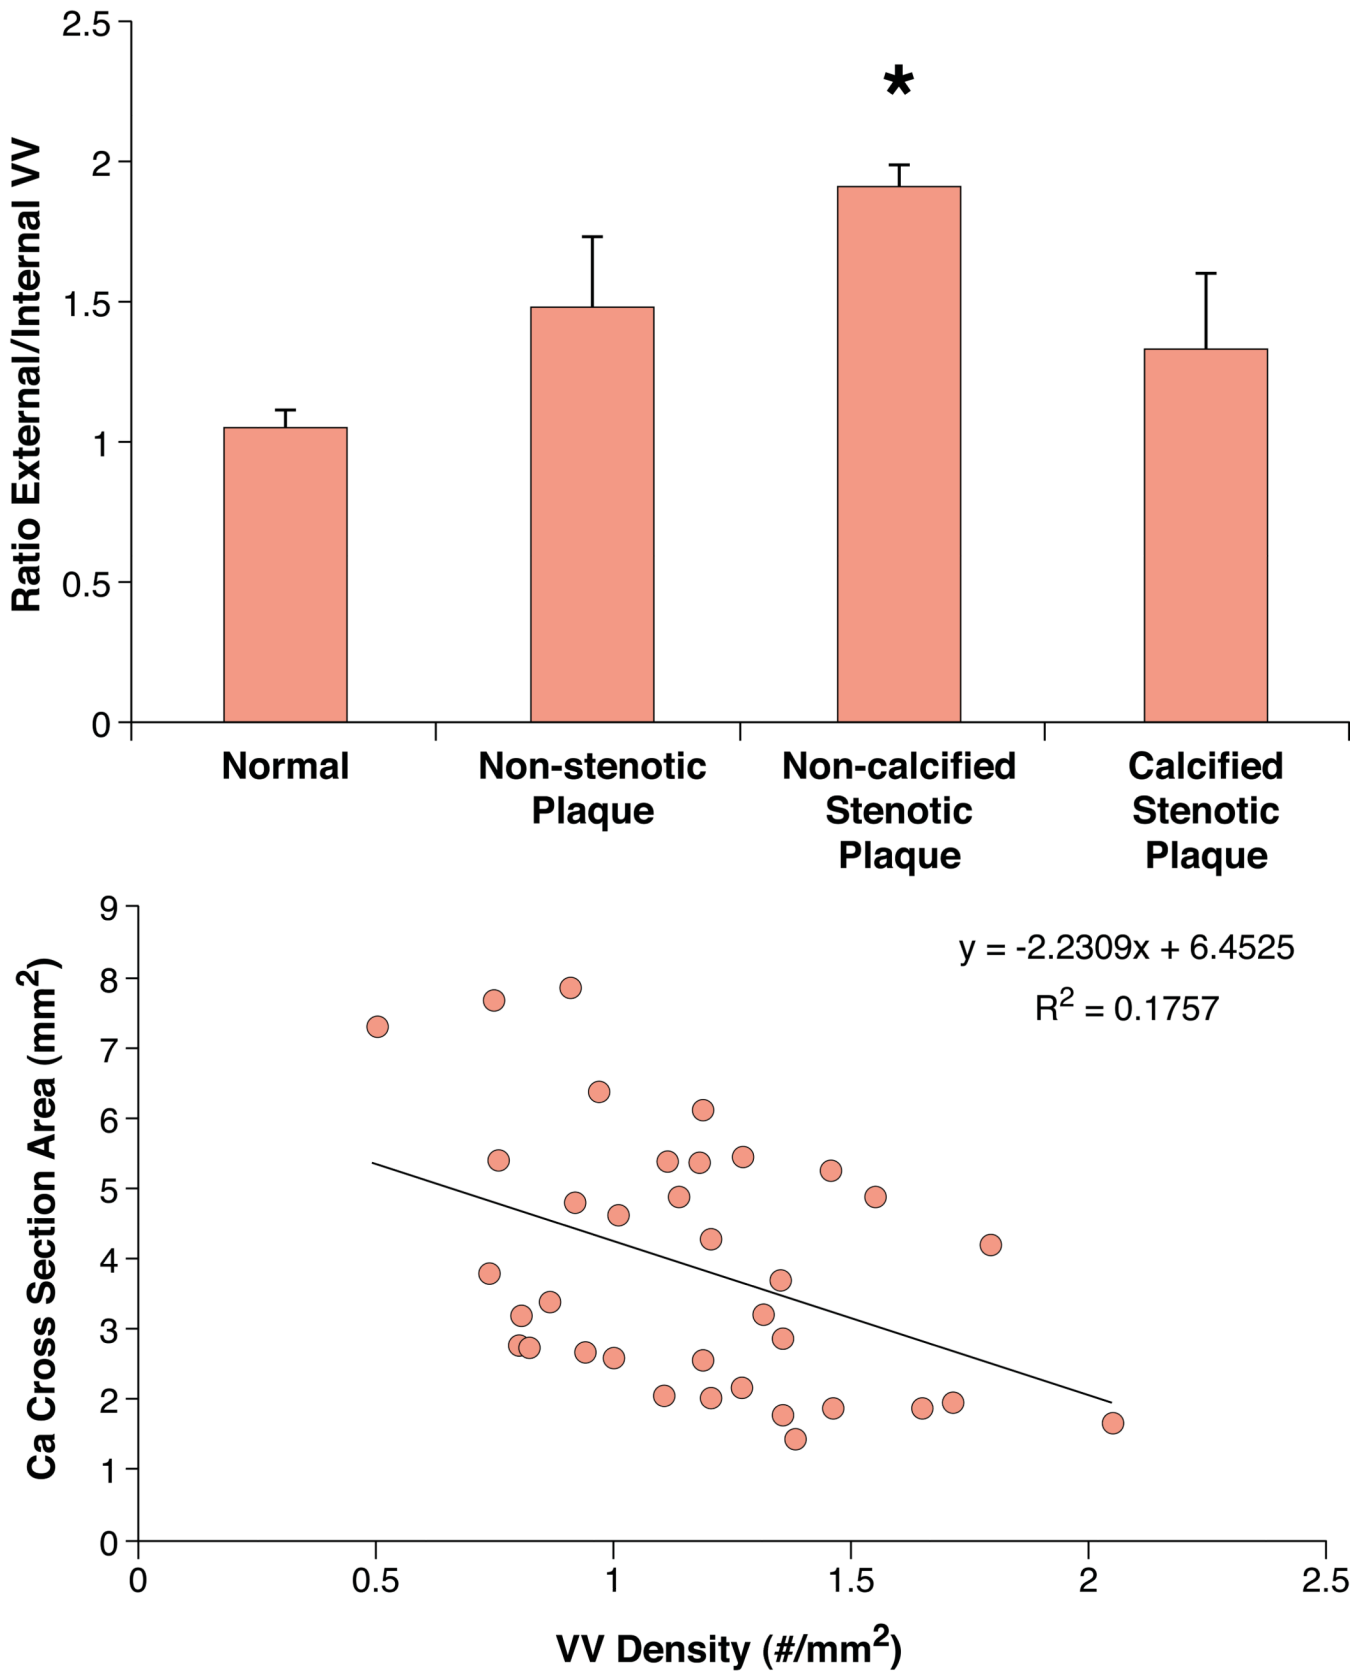 Ratio External/Internal VV
2.5
2
1.5
1
0.5
0
*
Normal
Non-stenotic
Plaque
Non-calcified
Stenotic
Plaque
Calcified
Stenotic
Plaque
Ca Cross Section Area (mm²)
9
8
7
6
5
4
3
2
1
0
y = -2.2309x + 6.4525
R² = 0.1757
0 0.5 1 1.5 2 2.5
VV Density (#/mm²)